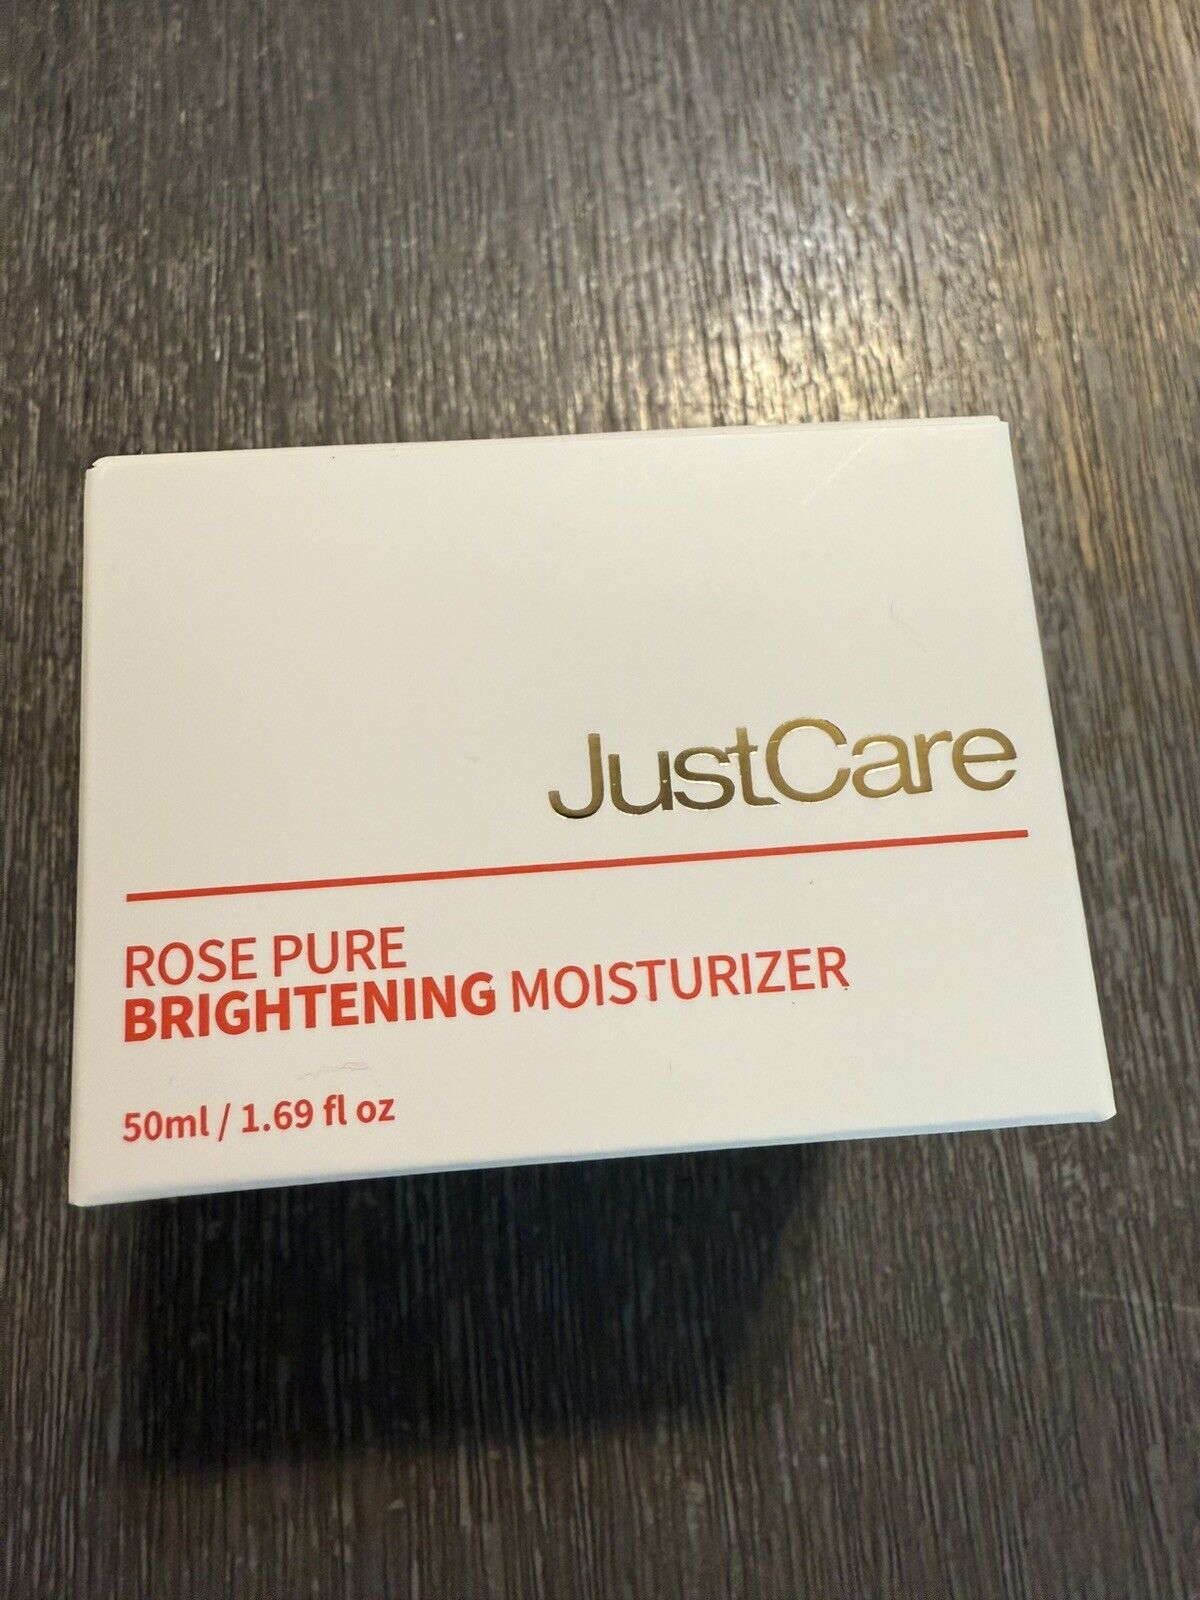 JustCare
ROSE PURE
BRIGHTENING MOISTURIZER
50ml / 1.69 fl oz